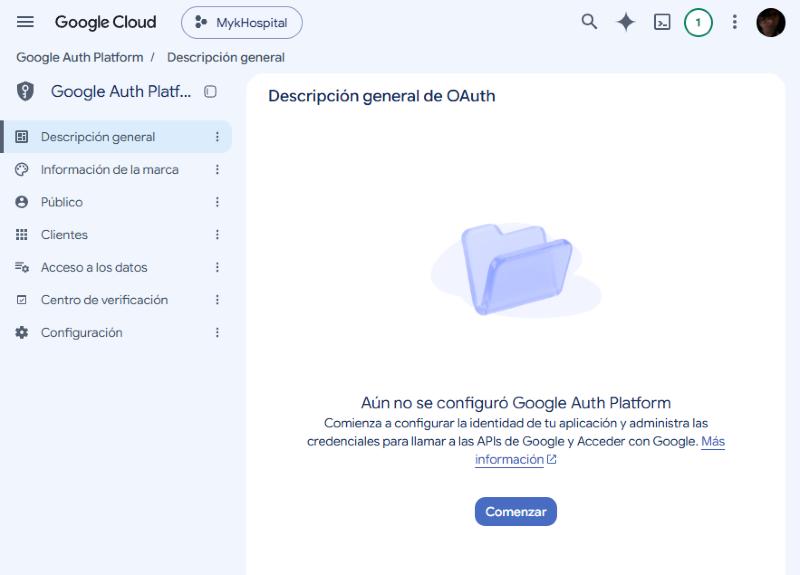 Google Cloud
MykHospital
1
Google Auth Platform / Descripción general
Google Auth Platf...
Descripción general de OAuth
Descripción general
Información de la marca
Público
Clientes
Acceso a los datos
Centro de verificación
Configuración
Aún no se configuró Google Auth Platform
Comienza a configurar la identidad de tu aplicación y administra las
credenciales para llamar a las APIs de Google y Acceder con Google. Más
información
Comenzar